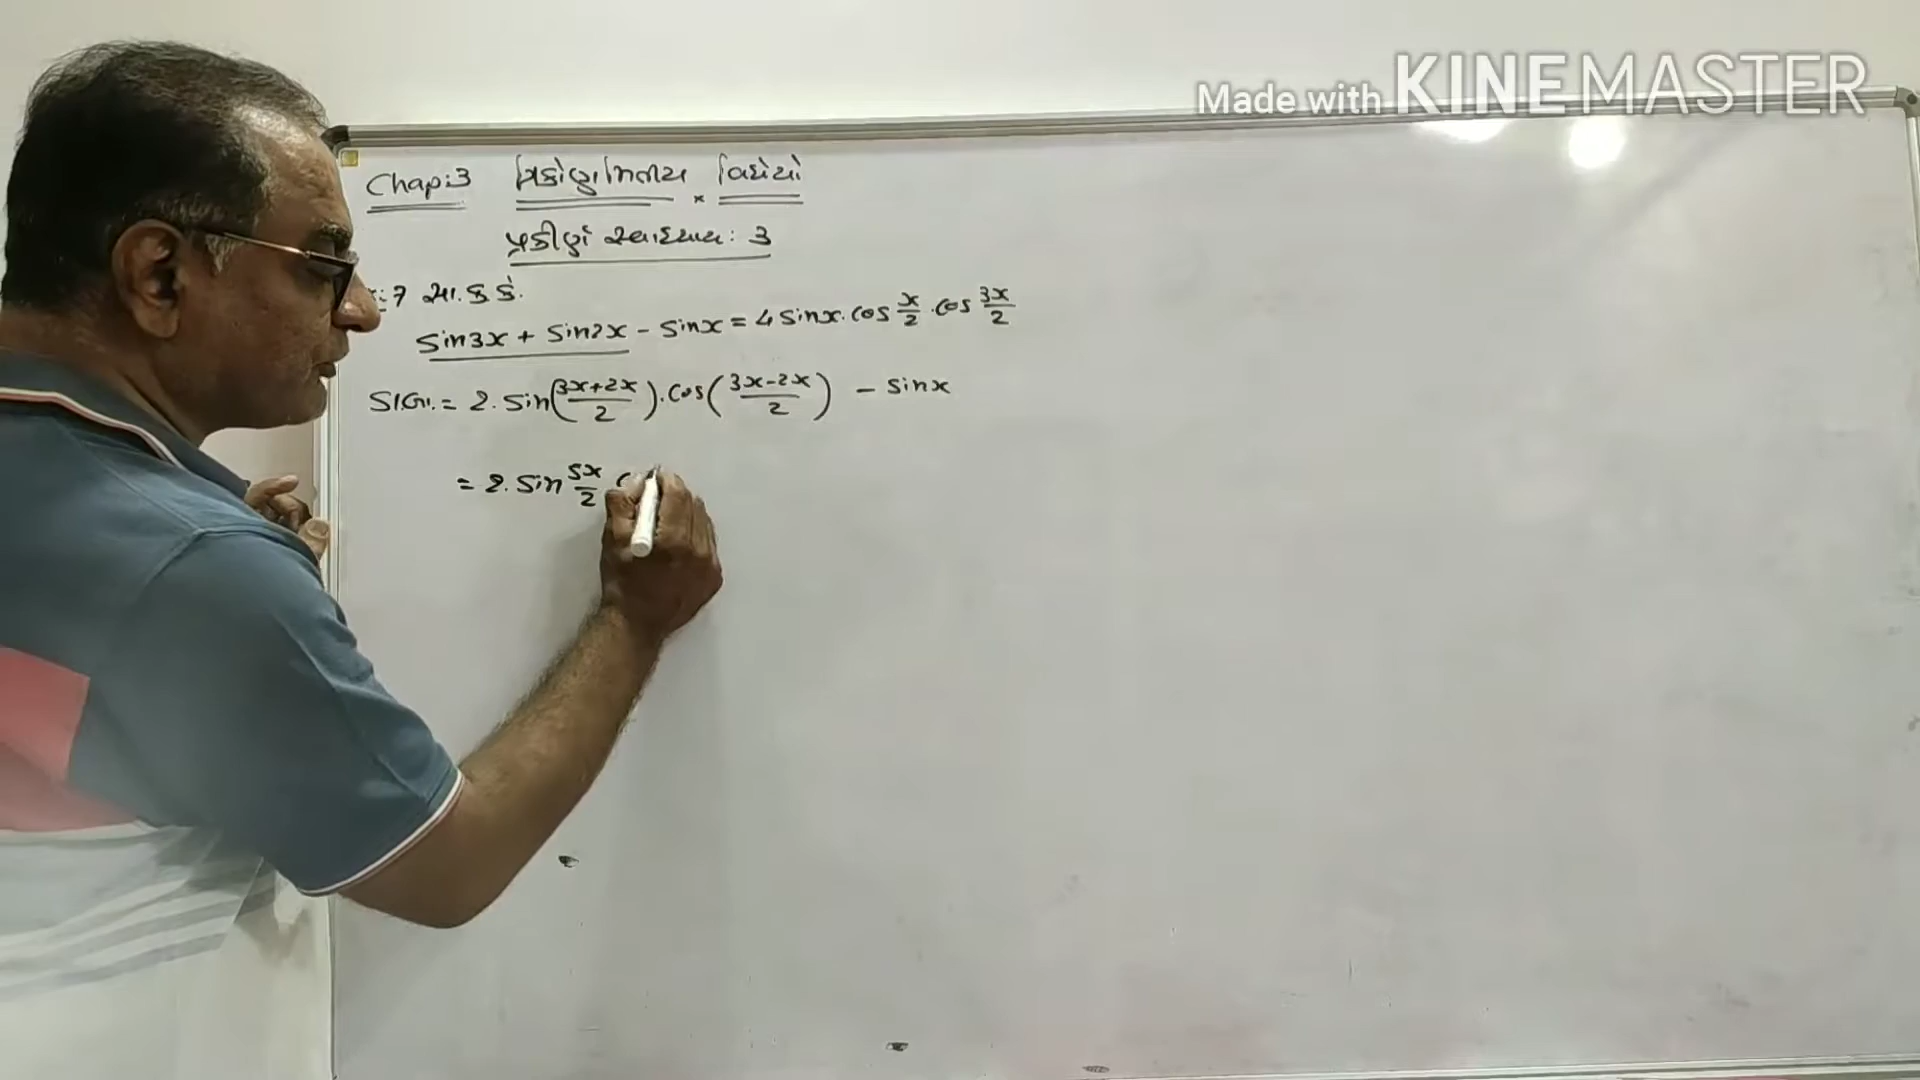 Made with KINEMASTER
Chap:3 ત્રિકોણમિતીય વિધેયો
પ્રકીર્ણ સ્વાધ્યાય: 3
:7 સા. કરો કે.
sin3x + sin2x - sinx = 4 sinx. cos x/2 . cos 3x/2
ડા.બા. = 2. sin(3x+2x/2). cos(3x-2x/2) - sinx
= 2. sin 5x/2